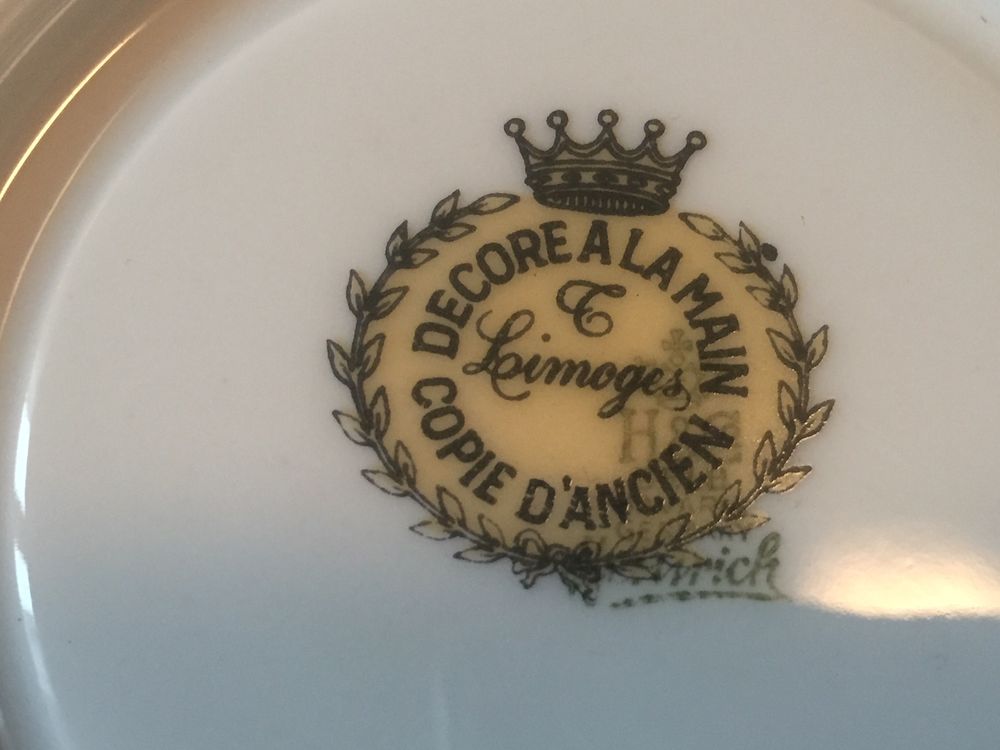 DECORE A LA MAIN
C
Limoges
COPIE D'ANCIEN
H&C